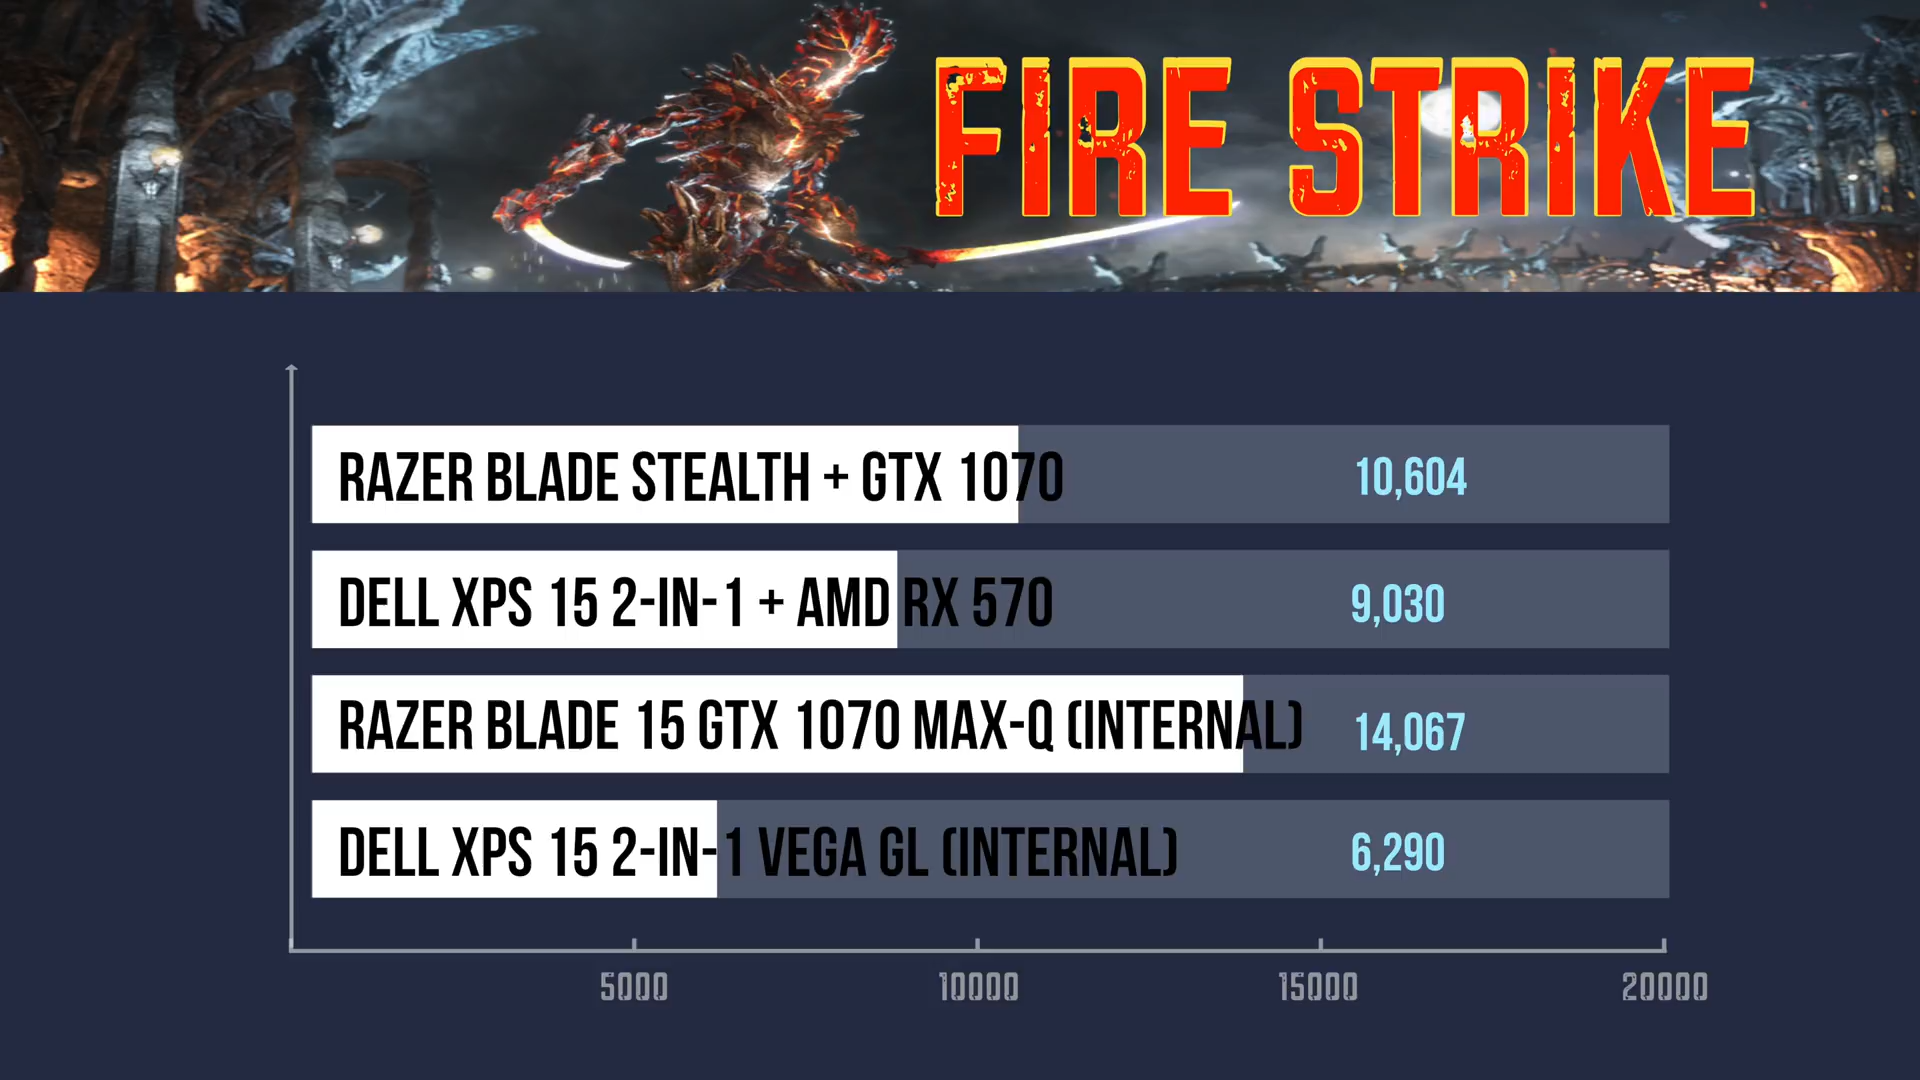 FIRE STRIKE
RAZER BLADE STEALTH + GTX 1070 10,604
DELL XPS 15 2-IN-1 + AMD RX 570 9,030
RAZER BLADE 15 GTX 1070 MAX-Q (INTERNAL) 14,067
DELL XPS 15 2-IN-1 VEGA GL (INTERNAL) 6,290
5000 10000 15000 20000